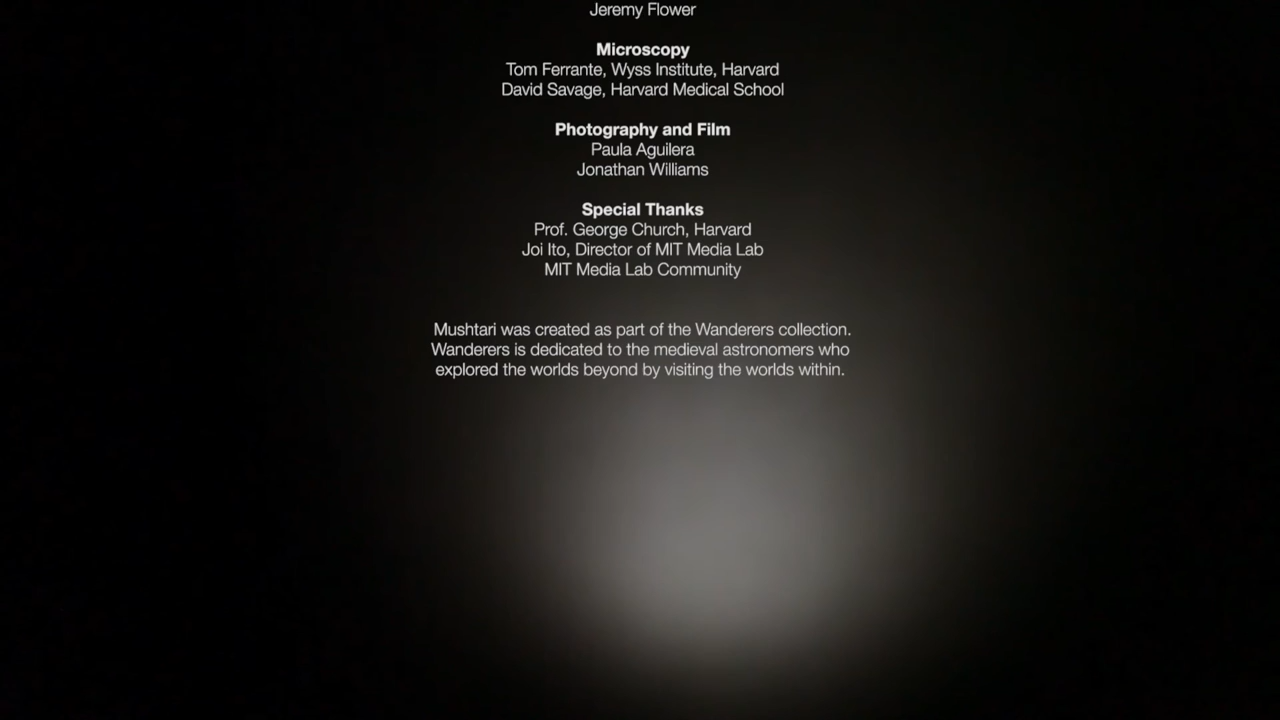 Jeremy Flower
Microscopy
Tom Ferrante, Wyss Institute, Harvard
David Savage, Harvard Medical School
Photography and Film
Paula Aguilera
Jonathan Williams
Special Thanks
Prof. George Church, Harvard
Joi Ito, Director of MIT Media Lab
MIT Media Lab Community
Mushtari was created as part of the Wanderers collection.
Wanderers is dedicated to the medieval astronomers who
explored the worlds beyond by visiting the worlds within.